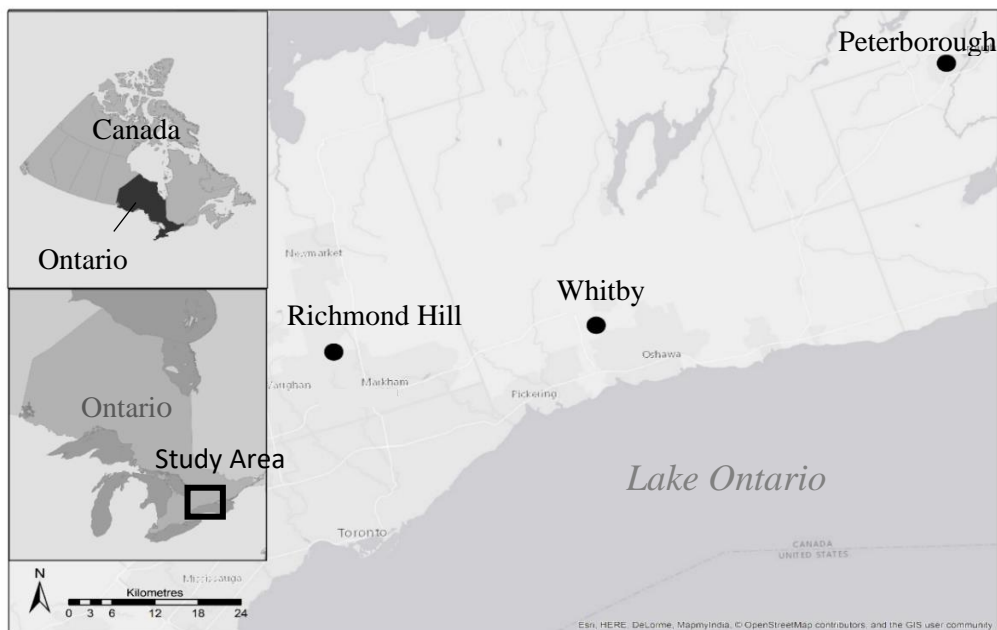 Canada
Ontario
Ontario
Study Area
Peterborough
Newmarket
Richmond Hill
Whitby
Vaughan
Markham
Oshawa
Pickering
Lake Ontario
Toronto
CANADA
UNITED STATES
Mississauga
N
Kilometres
0 3 6 12 18 24
Esri, HERE, DeLorme, MapmyIndia, © OpenStreetMap contributors, and the GIS user community